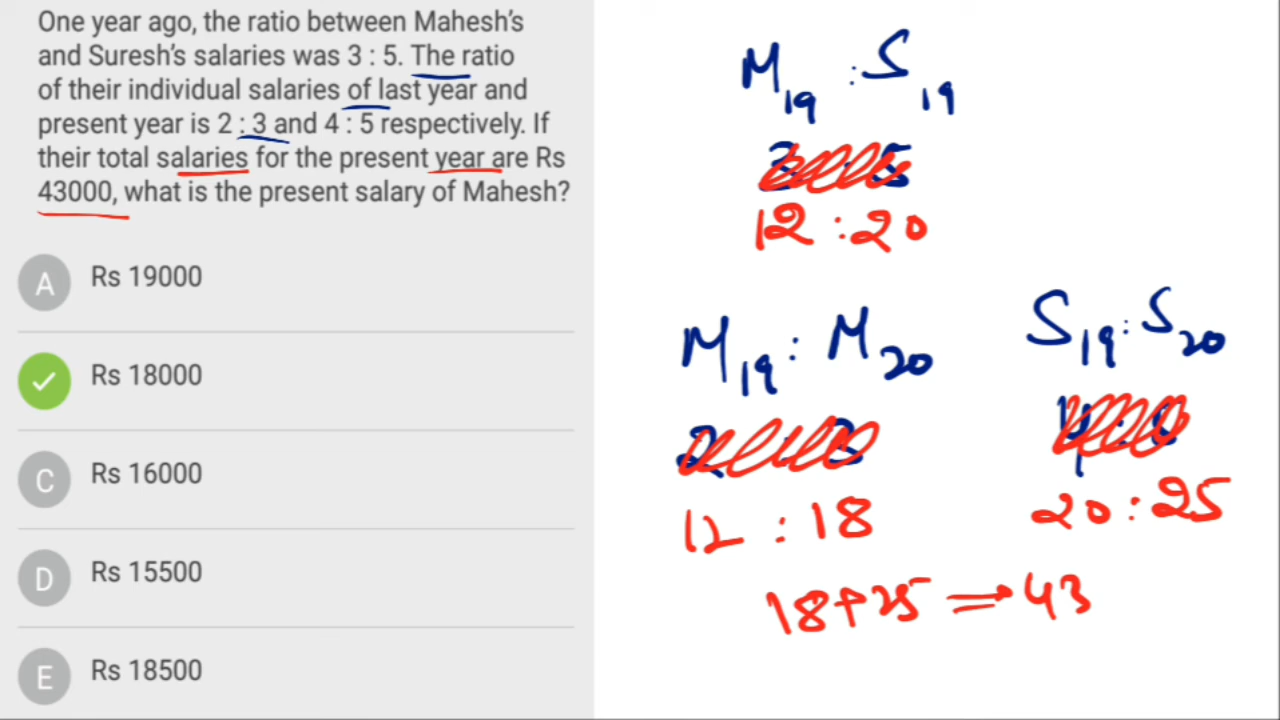 One year ago, the ratio between Mahesh's
and Suresh's salaries was 3 : 5. The ratio
of their individual salaries of last year and
present year is 2 : 3 and 4 : 5 respectively. If
their total salaries for the present year are Rs
43000, what is the present salary of Mahesh?
A Rs 19000
Rs 18000
C Rs 16000
D Rs 15500
E Rs 18500
M19 : S19
12 : 20
M19 : M20
12 : 18
S19 : S20
20 : 25
18+25 ⇒ 43